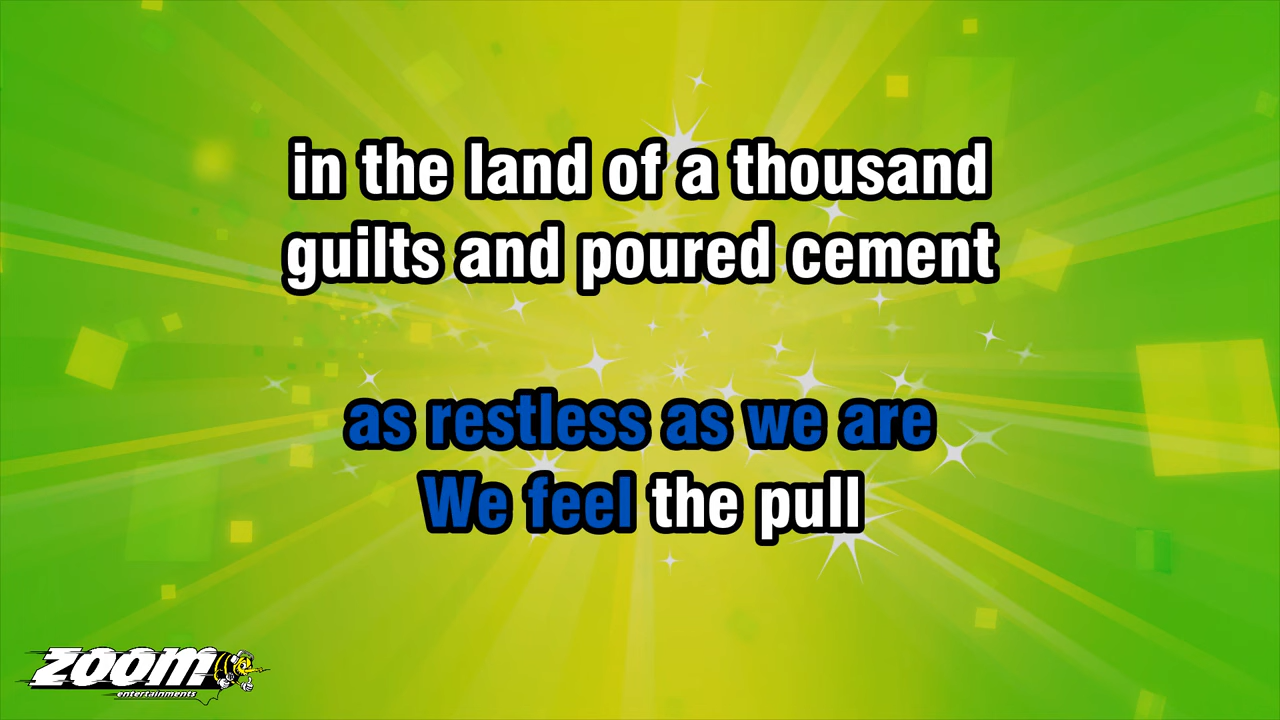 in the land of a thousand
guilts and poured cement
as restless as we are
We feel the pull
zoom
entertainments